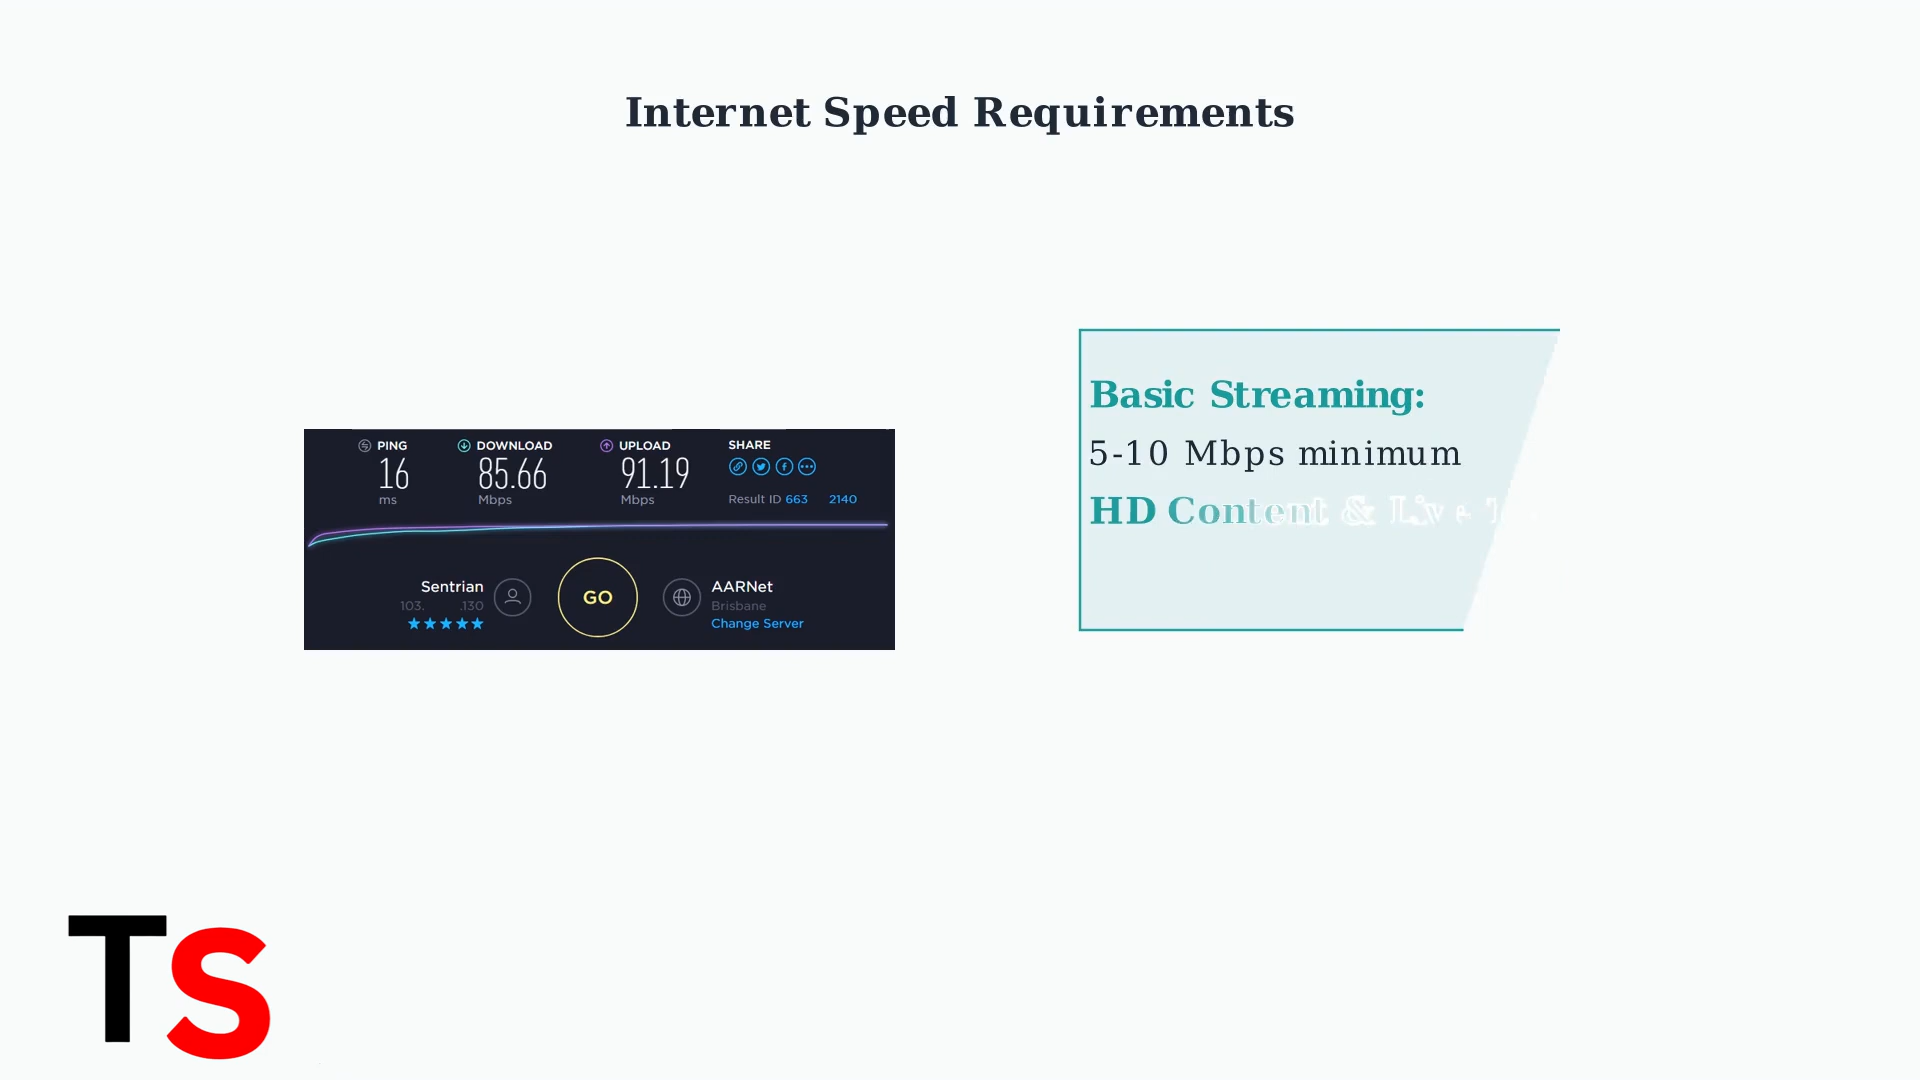 Internet Speed Requirements
PING
16
ms
DOWNLOAD
85.66
Mbps
UPLOAD
91.19
Mbps
SHARE
Result ID 663 2140
Sentrian
103. .130
GO
AARNet
Brisbane
Change Server
Basic Streaming:
5-10 Mbps minimum
HD Content & Live
TS